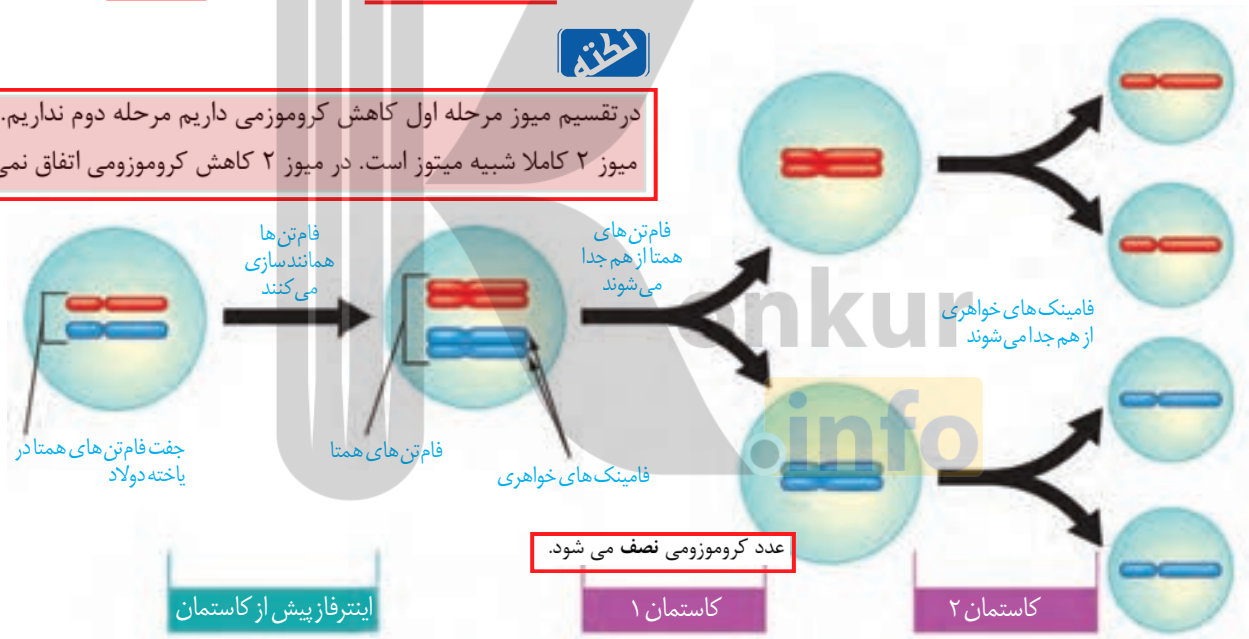 نکته
درتقسیم میوز مرحله اول کاهش کروموزمی داریم مرحله دوم نداریم.
میوز ۲ کاملا شبیه میتوز است. در میوز ۲ کاهش کروموزومی اتفاق نمی
فام‌تن‌ها
همانندسازی
می‌کنند
فام‌تن‌های
همتا از هم جدا
می‌شوند
فامینک‌های خواهری
از هم جدا می‌شوند
جفت فام‌تن‌های همتا در
یاخته دولاد
فام‌تن‌های همتا
فامینک‌های خواهری
عدد کروموزومی نصف می شود.
اینترفاز پیش از کاستمان
کاستمان ۱
کاستمان ۲
onkur
.info